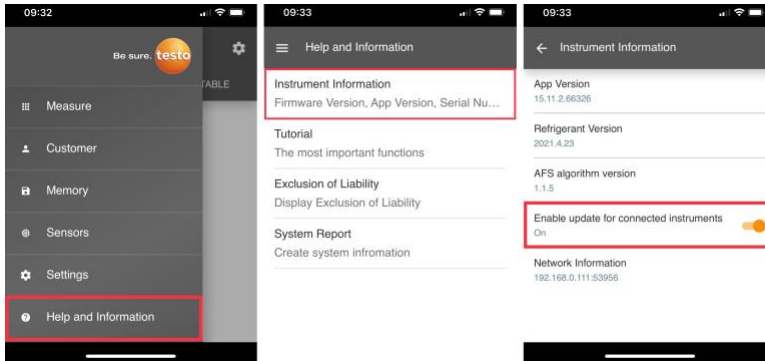 09:32
Be sure. testo
TABLE
Measure
Customer
Memory
Sensors
Settings
Help and Information
09:33
Help and Information
Instrument Information
Firmware Version, App Version, Serial Nu...
Tutorial
The most important functions
Exclusion of Liability
Display Exclusion of Liability
System Report
Create system infromation
09:33
Instrument Information
App Version
15.11.2.66326
Refrigerant Version
2021.4.23
AFS algorithm version
1.1.5
Enable update for connected instruments
On
Network Information
192.168.0.111:53956